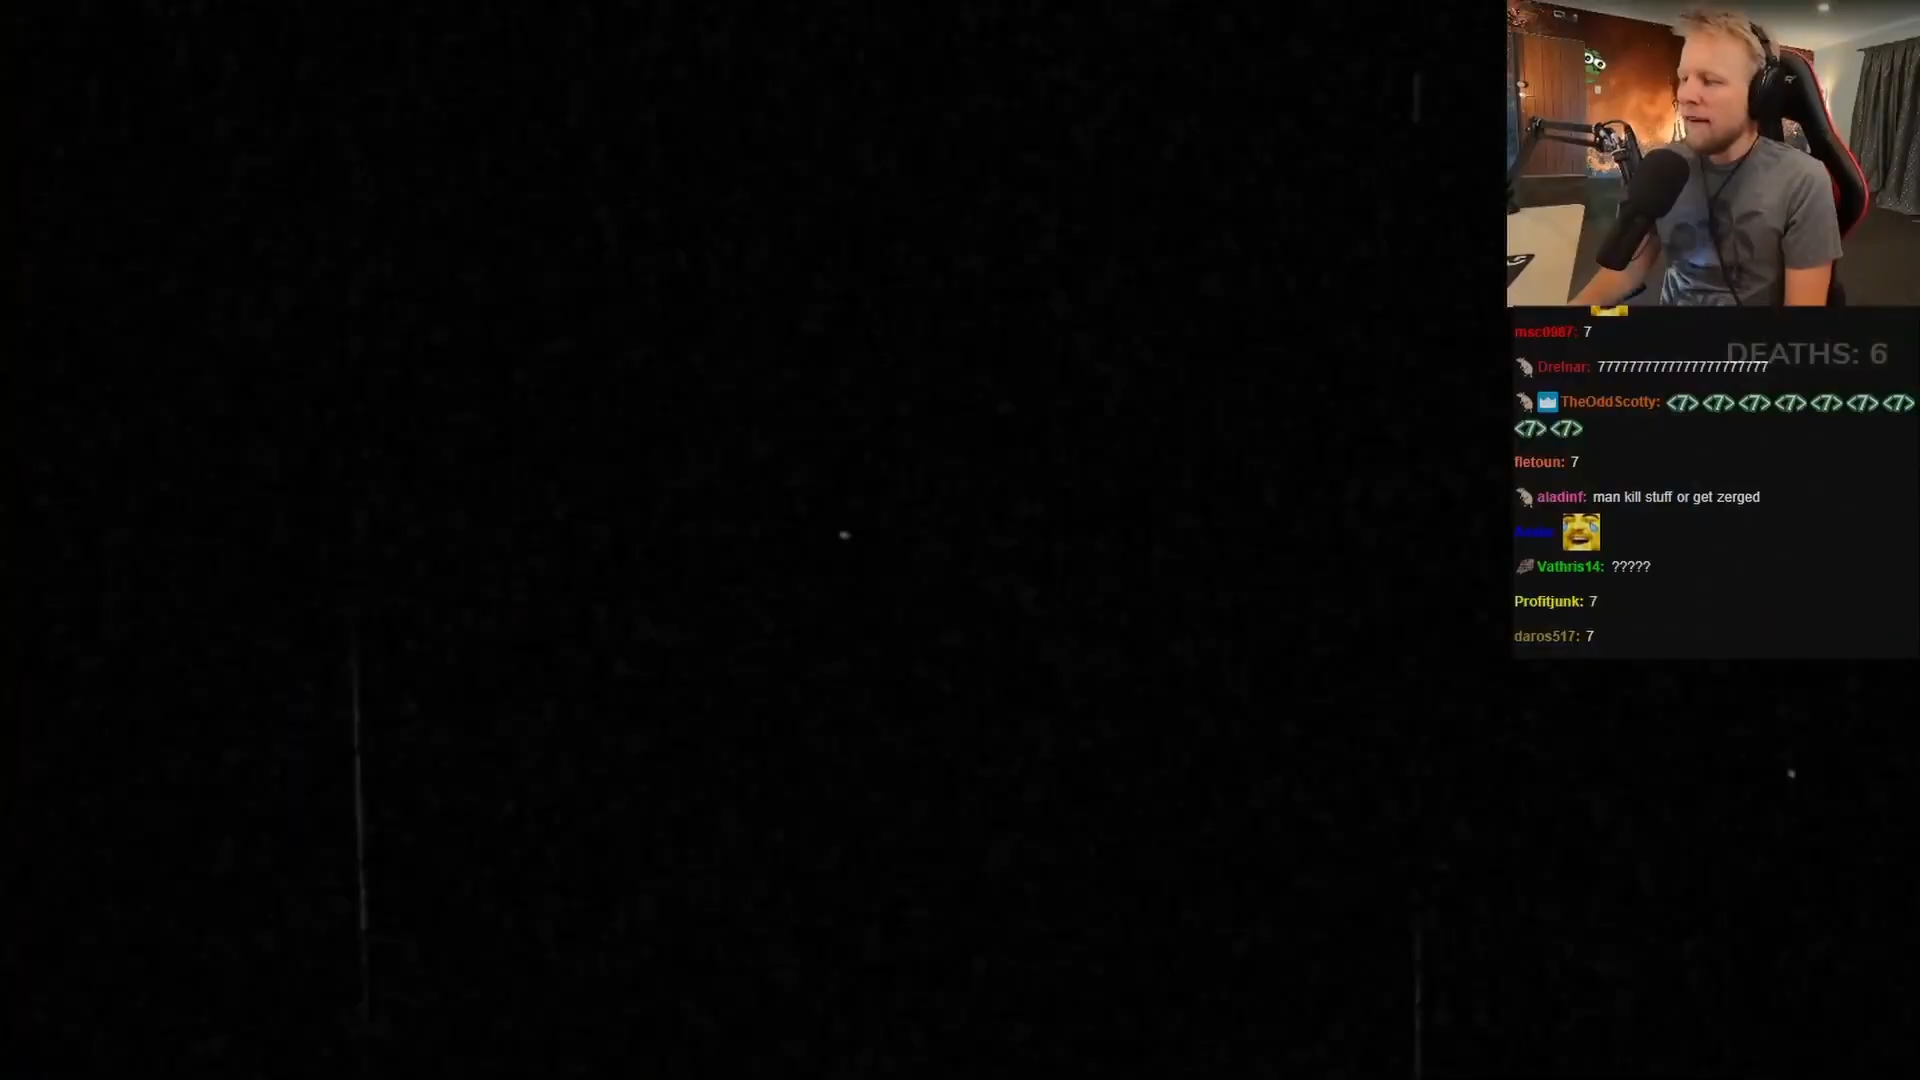 msc0987: 7
DEATHS: 6
Drelnar: 7777777777777777777777
TheOddScotty: <7> <7> <7> <7> <7> <7> <7>
<7> <7>
fletoun: 7
aladinf: man kill stuff or get zerged
Vathris14: ?????
Profitjunk: 7
daros517: 7